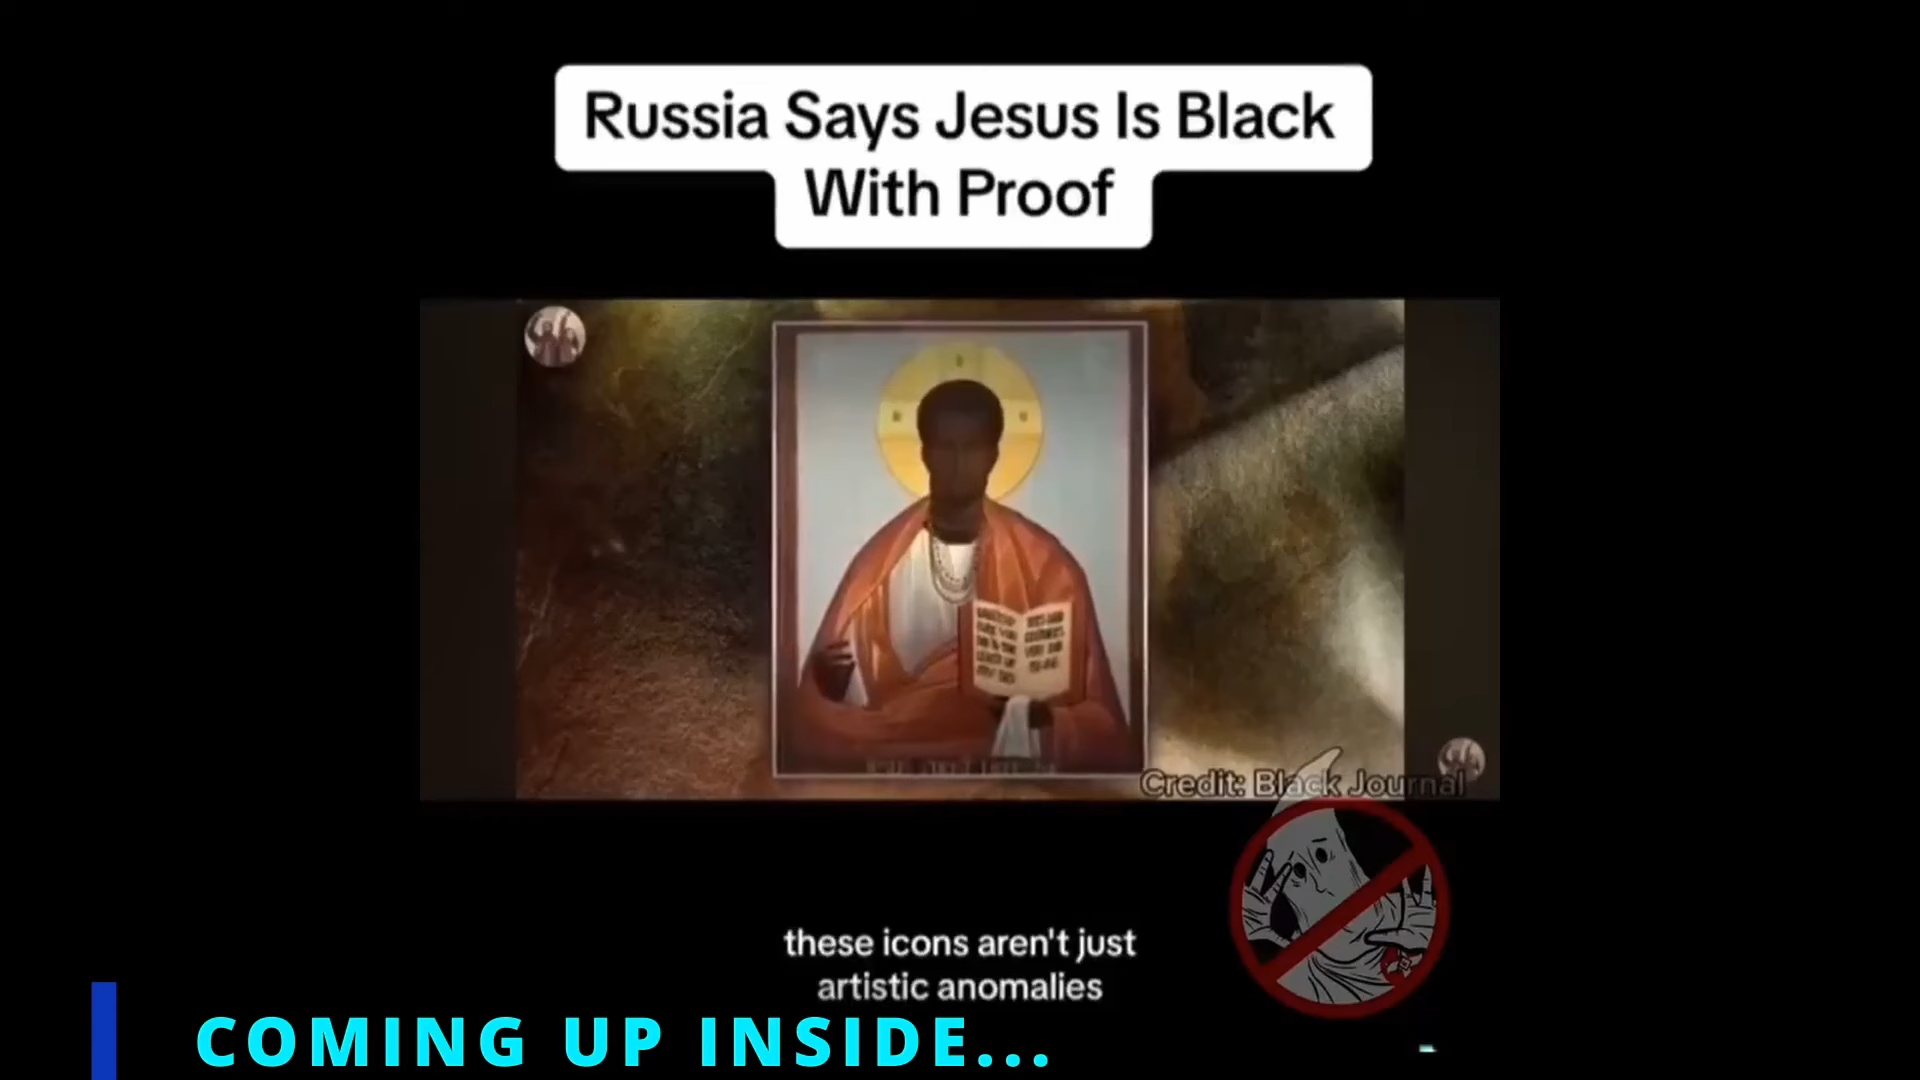 Russia Says Jesus Is Black
With Proof
Credit: Black Journal
these icons aren't just
artistic anomalies
COMING UP INSIDE...